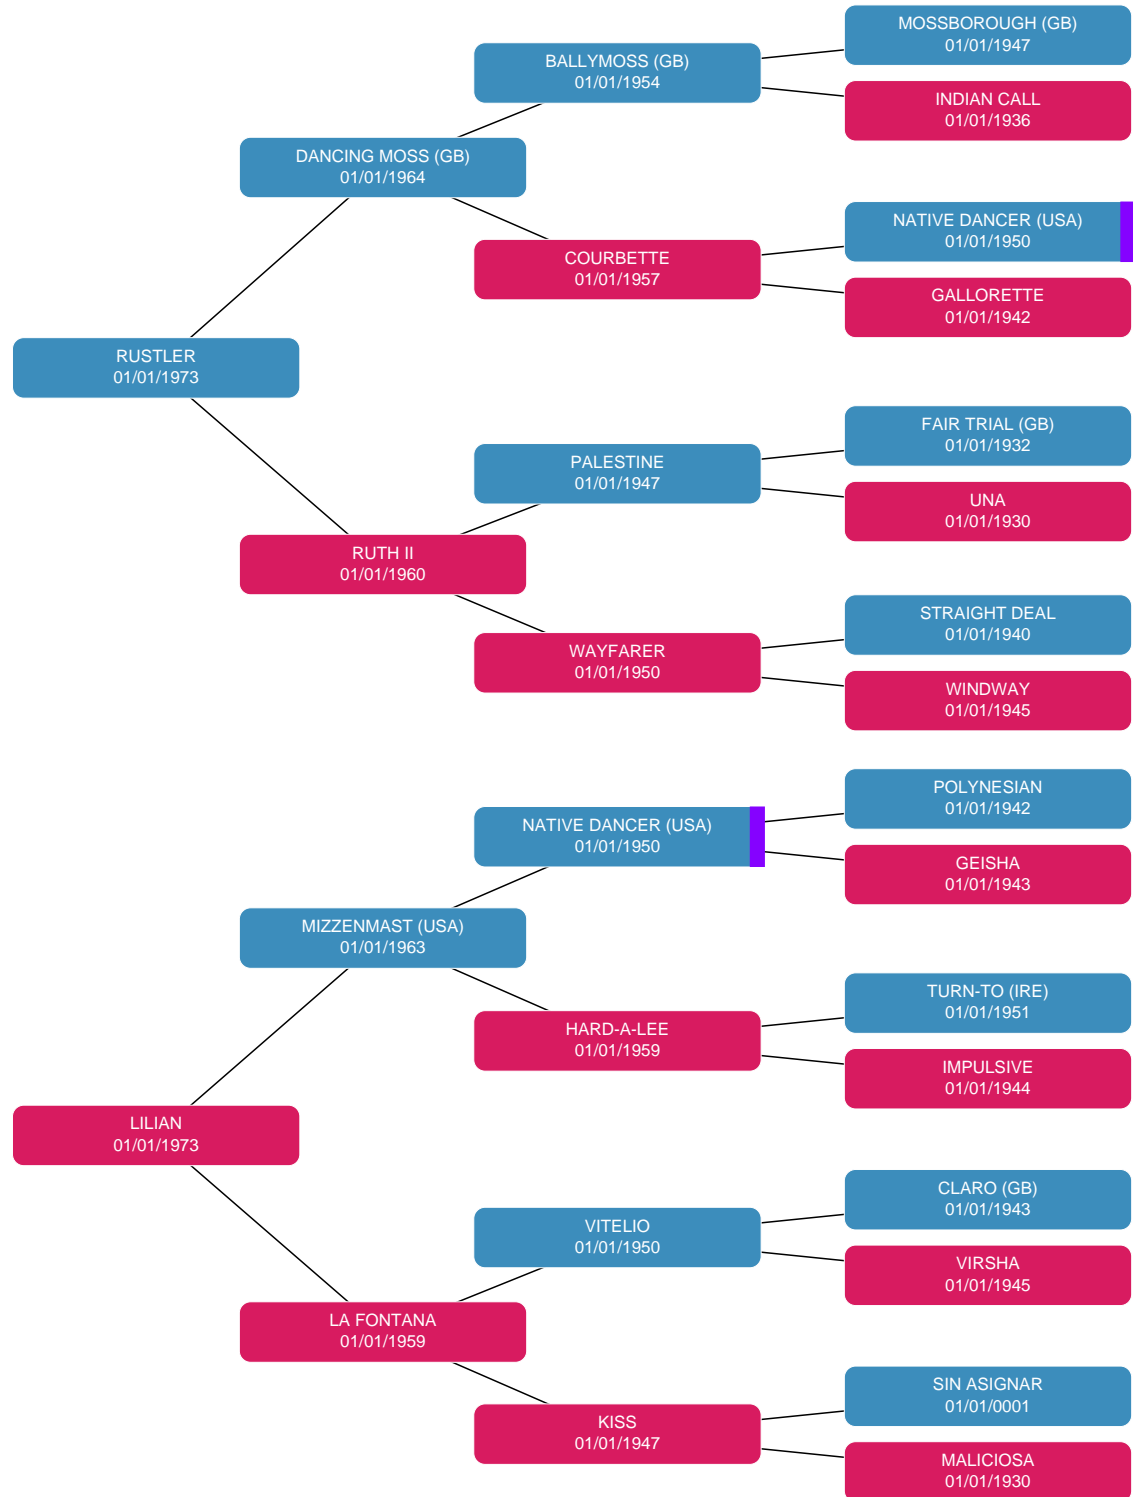 MOSSBOROUGH (GB)
01/01/1947
BALLYMOSS (GB)
01/01/1954
INDIAN CALL
01/01/1936
DANCING MOSS (GB)
01/01/1964
NATIVE DANCER (USA)
01/01/1950
COURBETTE
01/01/1957
GALLORETTE
01/01/1942
RUSTLER
01/01/1973
FAIR TRIAL (GB)
01/01/1932
PALESTINE
01/01/1947
UNA
01/01/1930
RUTH II
01/01/1960
STRAIGHT DEAL
01/01/1940
WAYFARER
01/01/1950
WINDWAY
01/01/1945
POLYNESIAN
01/01/1942
NATIVE DANCER (USA)
01/01/1950
GEISHA
01/01/1943
MIZZENMAST (USA)
01/01/1963
TURN-TO (IRE)
01/01/1951
HARD-A-LEE
01/01/1959
IMPULSIVE
01/01/1944
LILIAN
01/01/1973
CLARO (GB)
01/01/1943
VITELIO
01/01/1950
VIRSHA
01/01/1945
LA FONTANA
01/01/1959
SIN ASIGNAR
01/01/0001
KISS
01/01/1947
MALICIOSA
01/01/1930